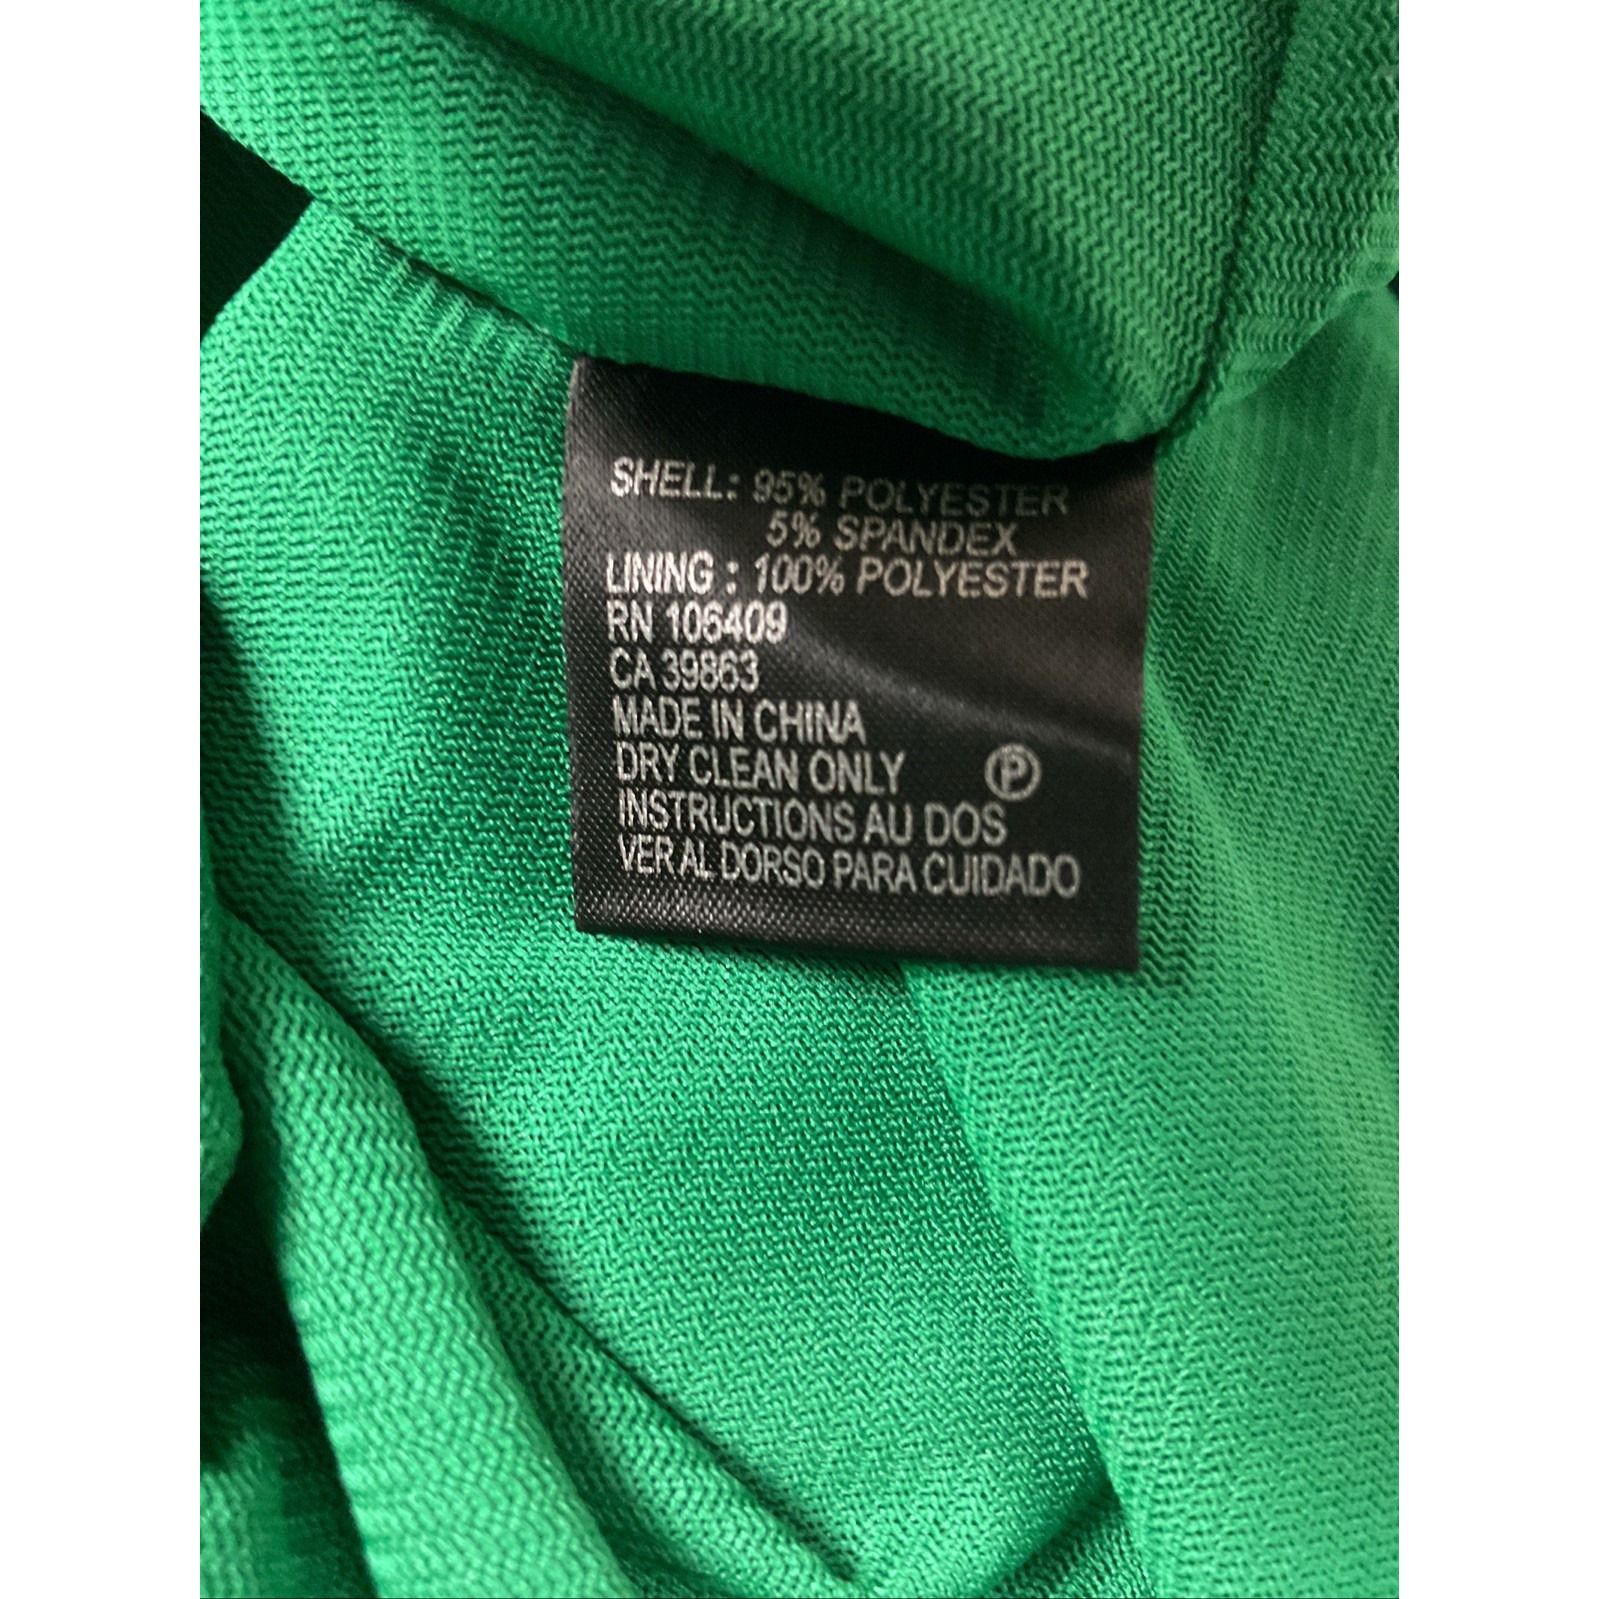 SHELL: 95% POLYESTER
5% SPANDEX
LINING : 100% POLYESTER
RN 106409
CA 39863
MADE IN CHINA
DRY CLEAN ONLY P
INSTRUCTIONS AU DOS
VER AL DORSO PARA CUIDADO